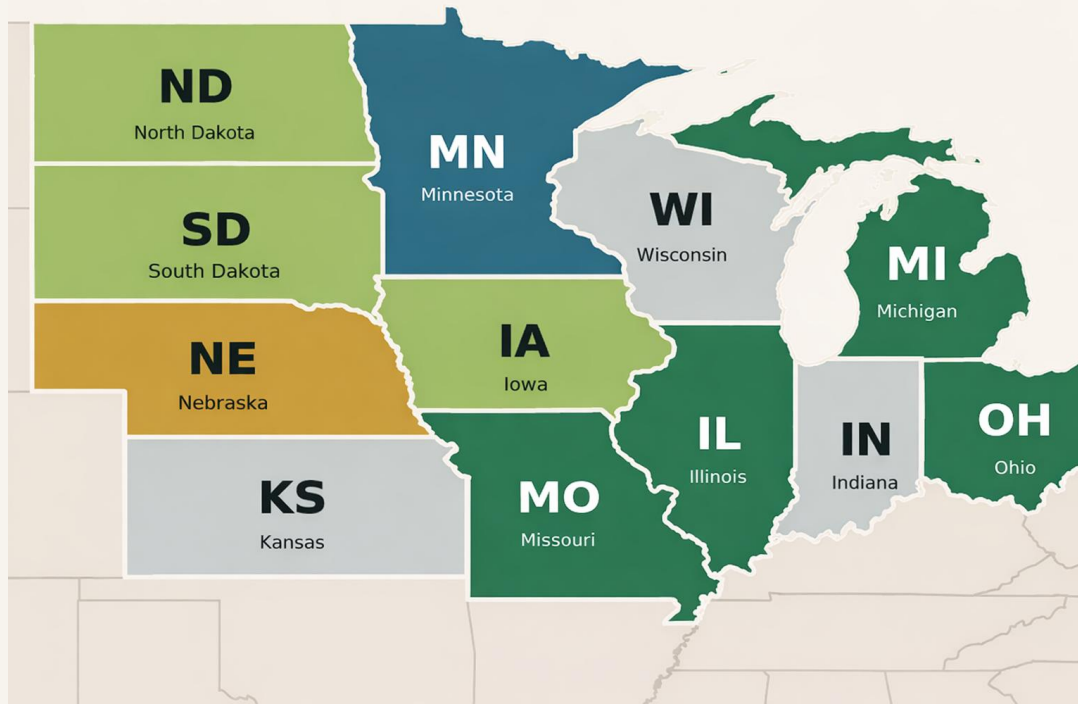 ND
North Dakota
MN
Minnesota
WI
Wisconsin
SD
South Dakota
MI
Michigan
NE
Nebraska
IA
Iowa
IL
Illinois
IN
Indiana
OH
Ohio
KS
Kansas
MO
Missouri